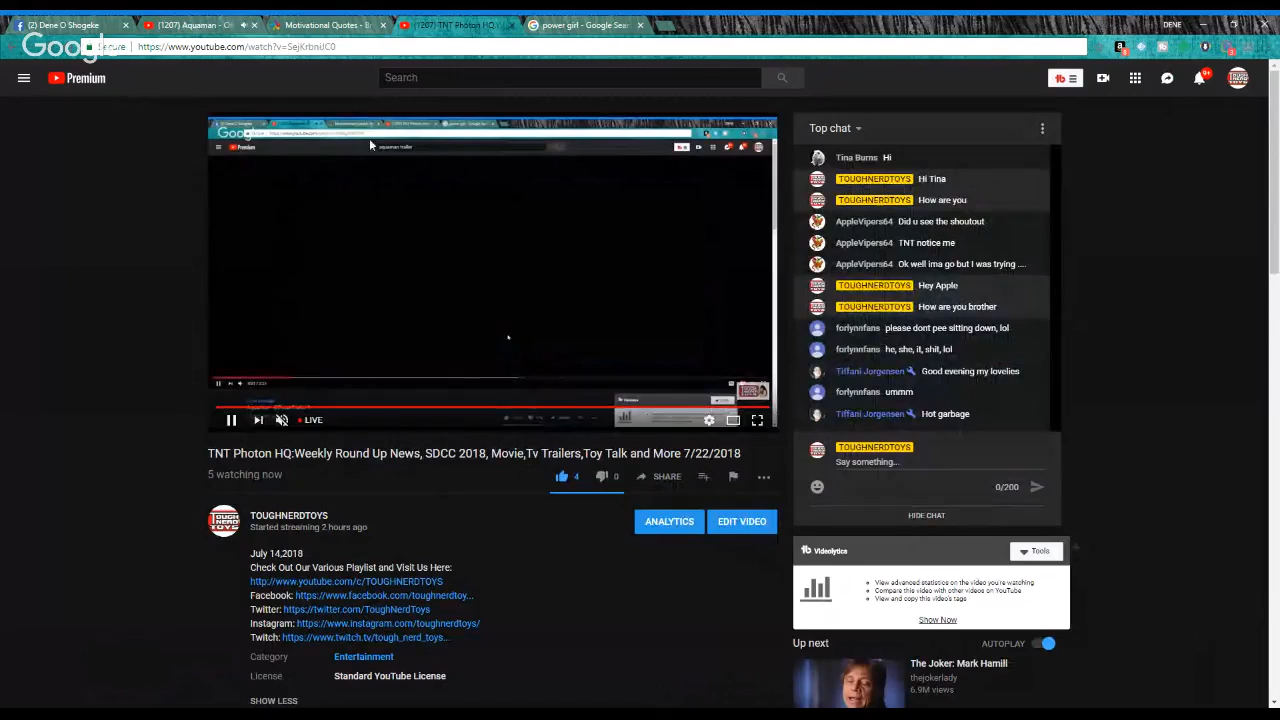 (2) Dene O Shogeke
(1207) Aquaman - Of
Motivational Quotes - B
(1207) TNT Photon HQ:W
power girl - Google Sea
DENE
Google
Secure https://www.youtube.com/watch?v=SejKrbniJC0
Premium
Search
9+
Premium
aquaman trailer
LIVE
Top chat
Tina Burns Hi
TOUGHNERDTOYS Hi Tina
TOUGHNERDTOYS How are you
AppleVipers64 Did u see the shoutout
AppleVipers64 TNT notice me
AppleVipers64 Ok well ima go but I was trying ....
TOUGHNERDTOYS Hey Apple
TOUGHNERDTOYS How are you brother
forlynnfans please dont pee sitting down, lol
forlynnfans he, she, it, shit, lol
Tiffani Jorgensen Good evening my lovelies
forlynnfans ummm
Tiffani Jorgensen Hot garbage
TOUGHNERDTOYS
Say something...
0/200
HIDE CHAT
TNT Photon HQ:Weekly Round Up News, SDCC 2018, Movie,Tv Trailers,Toy Talk and More 7/22/2018
5 watching now
4
0
SHARE
TOUGHNERDTOYS
Started streaming 2 hours ago
ANALYTICS
EDIT VIDEO
July 14,2018
Check Out Our Various Playlist and Visit Us Here:
http://www.youtube.com/c/TOUGHNERDTOYS
Facebook: https://www.facebook.com/toughnerdtoy...
Twitter: https://twitter.com/ToughNerdToys
Instagram: https://www.instagram.com/toughnerdtoys/
Twitch: https://www.twitch.tv/tough_nerd_toys...
Category Entertainment
License Standard YouTube License
SHOW LESS
Videolytics
Tools
View advanced statistics on the video you're watching
Compare this video with other videos on YouTube
View and copy this video's tags
Show Now
Up next
AUTOPLAY
The Joker: Mark Hamill
thejokerlady
6.9M views